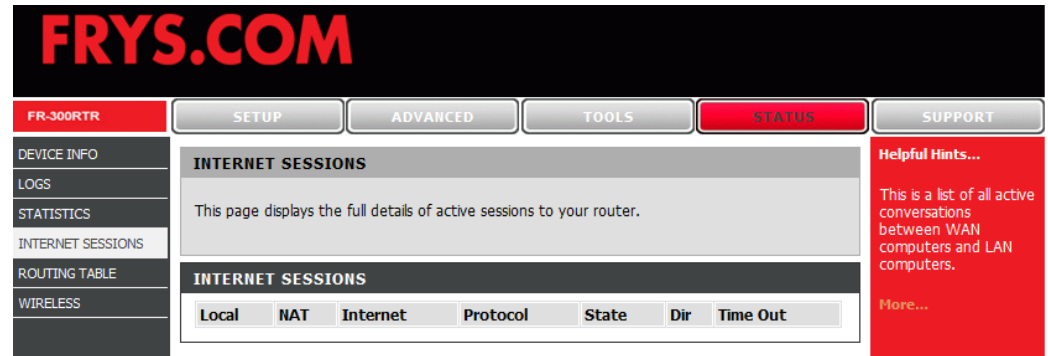 FRYS.COM
FR-300RTR
SETUP
ADVANCED
TOOLS
STATUS
SUPPORT
DEVICE INFO
LOGS
STATISTICS
INTERNET SESSIONS
ROUTING TABLE
WIRELESS
INTERNET SESSIONS
This page displays the full details of active sessions to your router.
INTERNET SESSIONS
Local NAT Internet Protocol State Dir Time Out
Helpful Hints...
This is a list of all active
conversations
between WAN
computers and LAN
computers.
More...